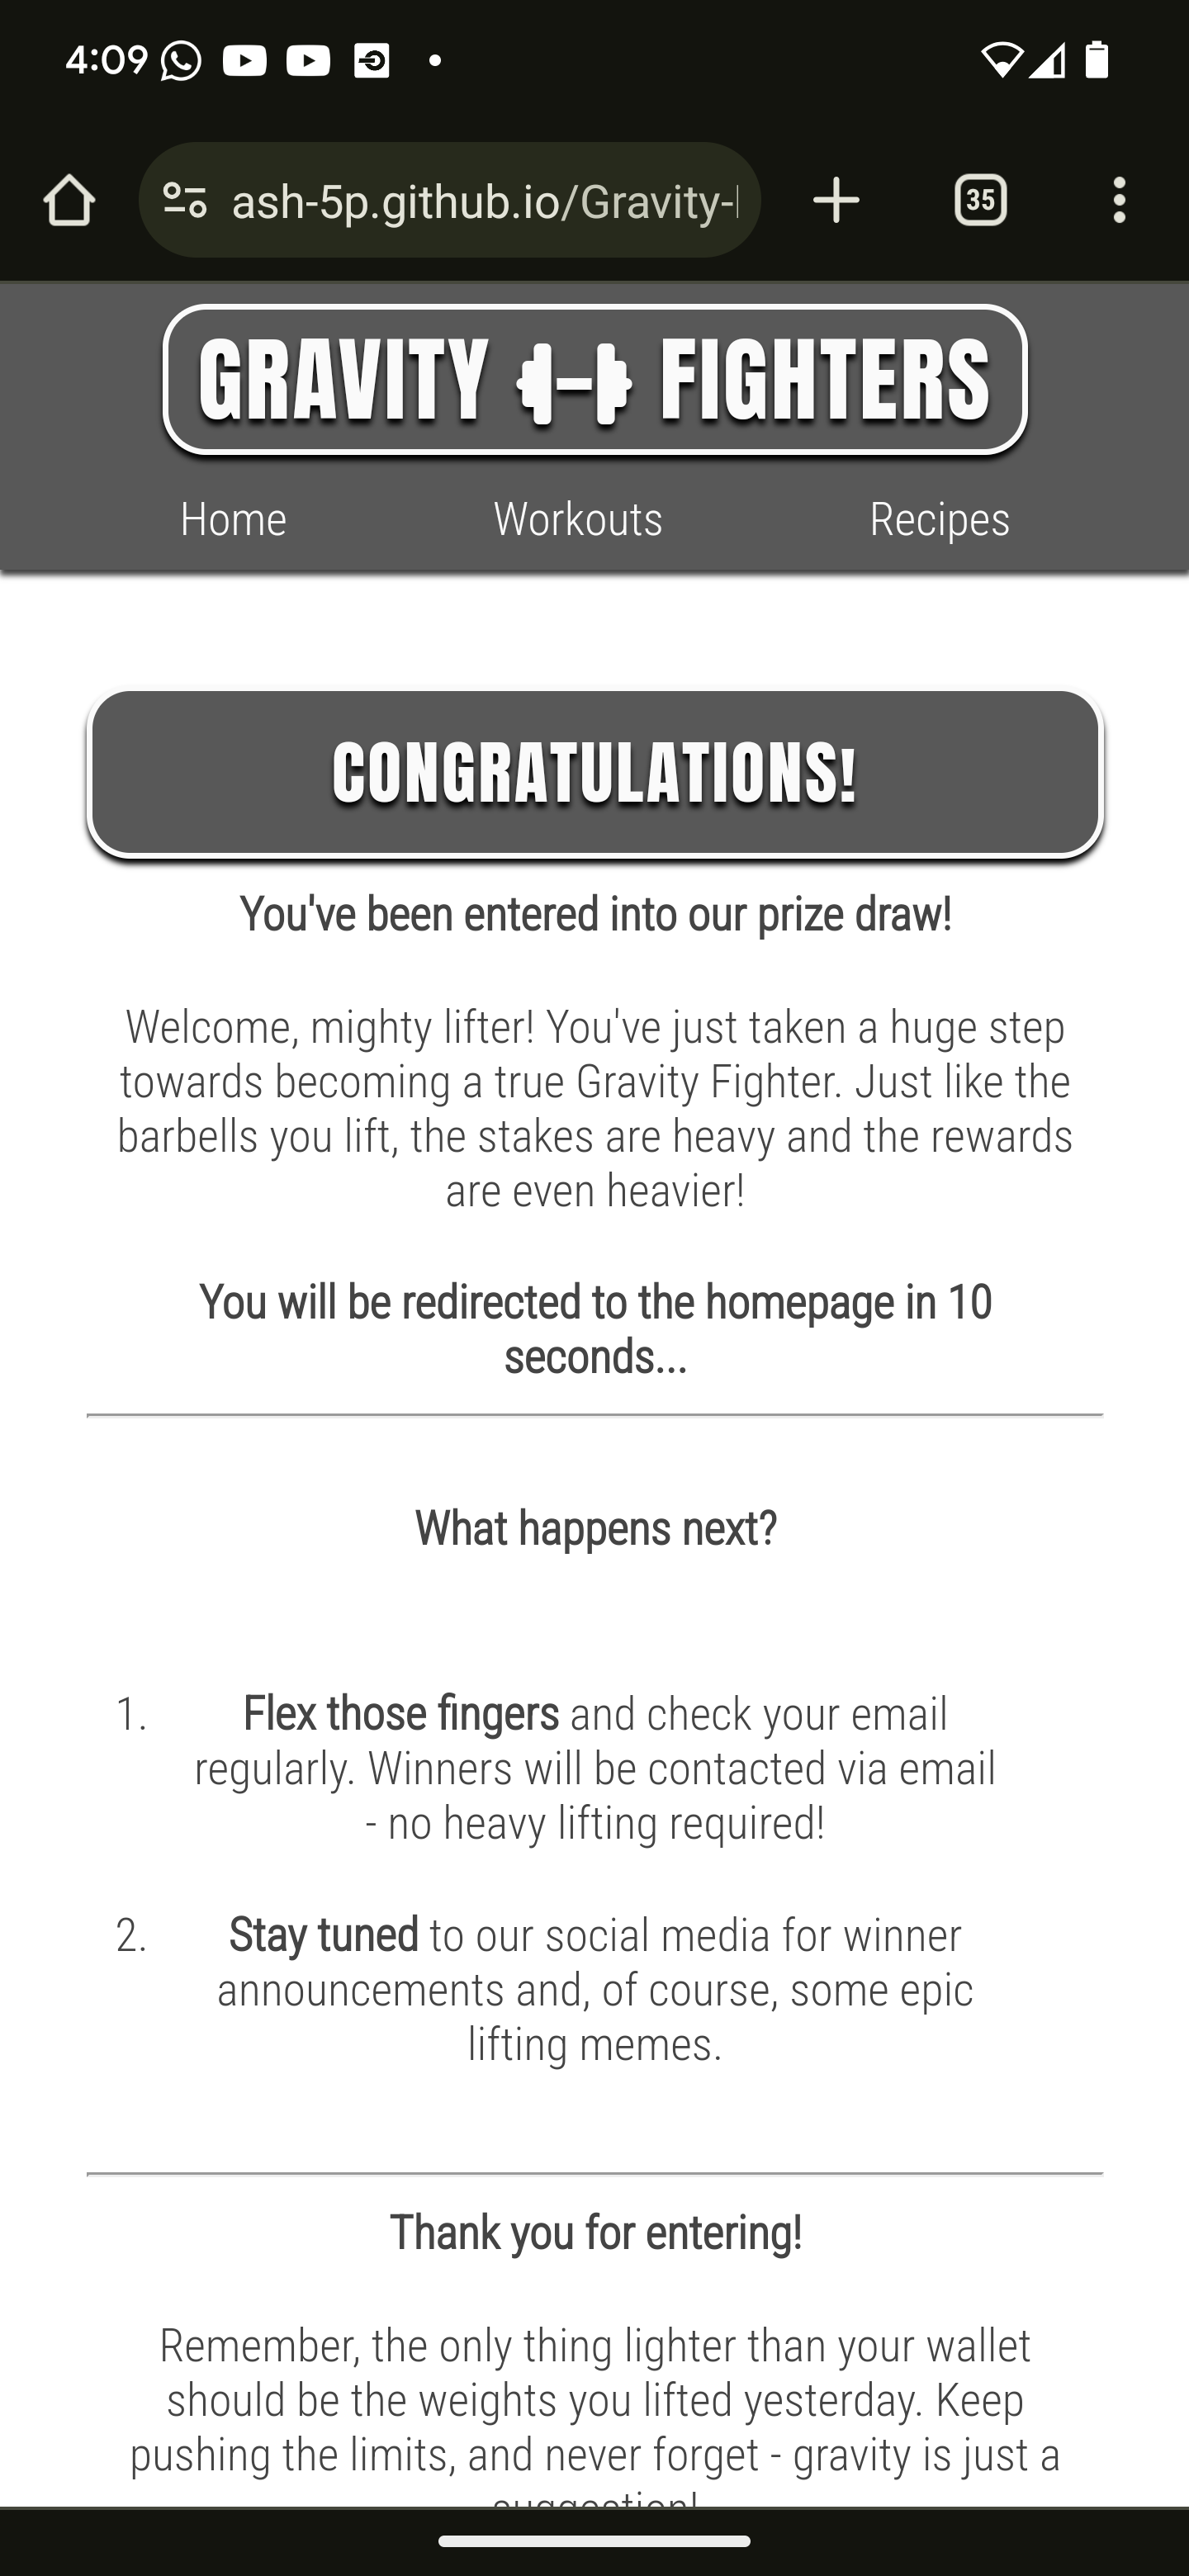 4:09
ash-5p.github.io/Gravity-
35
GRAVITY FIGHTERS
Home Workouts Recipes
CONGRATULATIONS!
You've been entered into our prize draw!
Welcome, mighty lifter! You've just taken a huge step
towards becoming a true Gravity Fighter. Just like the
barbells you lift, the stakes are heavy and the rewards
are even heavier!
You will be redirected to the homepage in 10
seconds...
What happens next?
1. Flex those fingers and check your email
regularly. Winners will be contacted via email
- no heavy lifting required!
2. Stay tuned to our social media for winner
announcements and, of course, some epic
lifting memes.
Thank you for entering!
Remember, the only thing lighter than your wallet
should be the weights you lifted yesterday. Keep
pushing the limits, and never forget - gravity is just a